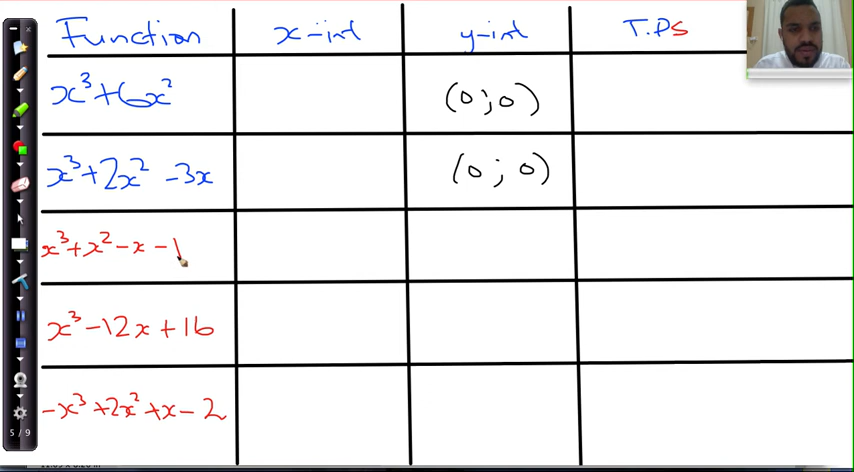 Function x-int y-int T.PS
x³+6x² (0;0)
x³+2x²-3x (0;0)
x³+x²-x-1
x³-12x+16
-x³+2x²+x-2
5 / 9